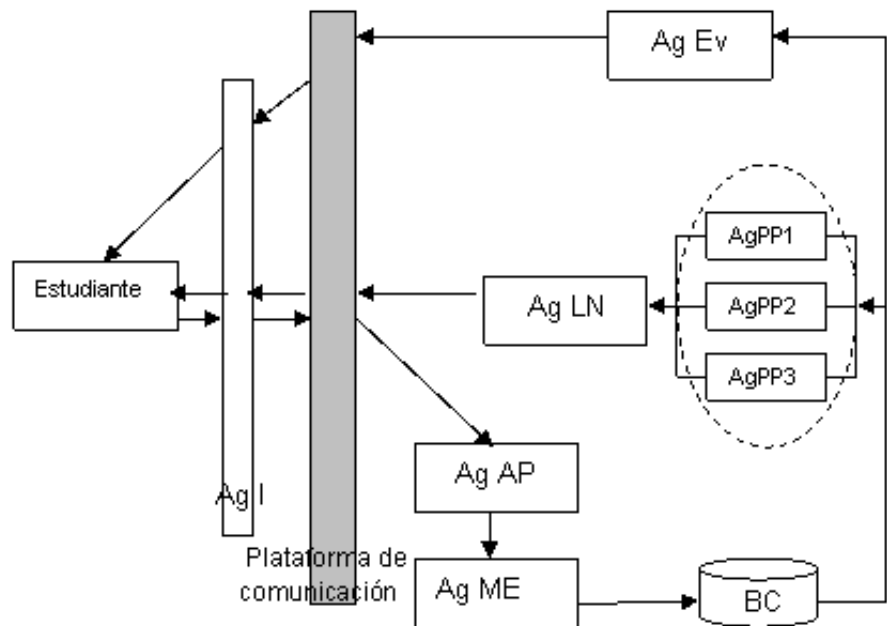 Ag Ev
AgPP1
Estudiante
Ag LN
AgPP2
AgPP3
Ag AP
Ag I
Plataforma de
comunicación
Ag ME
BC